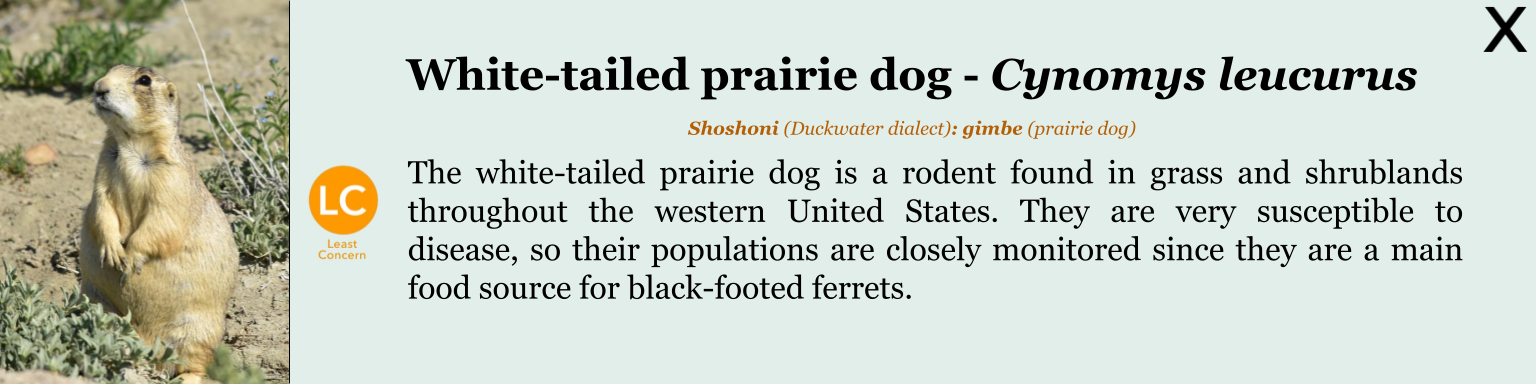 X
White-tailed prairie dog - Cynomys leucurus
Shoshoni (Duckwater dialect): gimbe (prairie dog)
LC
Least
Concern
The white-tailed prairie dog is a rodent found in grass and shrublands
throughout the western United States. They are very susceptible to
disease, so their populations are closely monitored since they are a main
food source for black-footed ferrets.